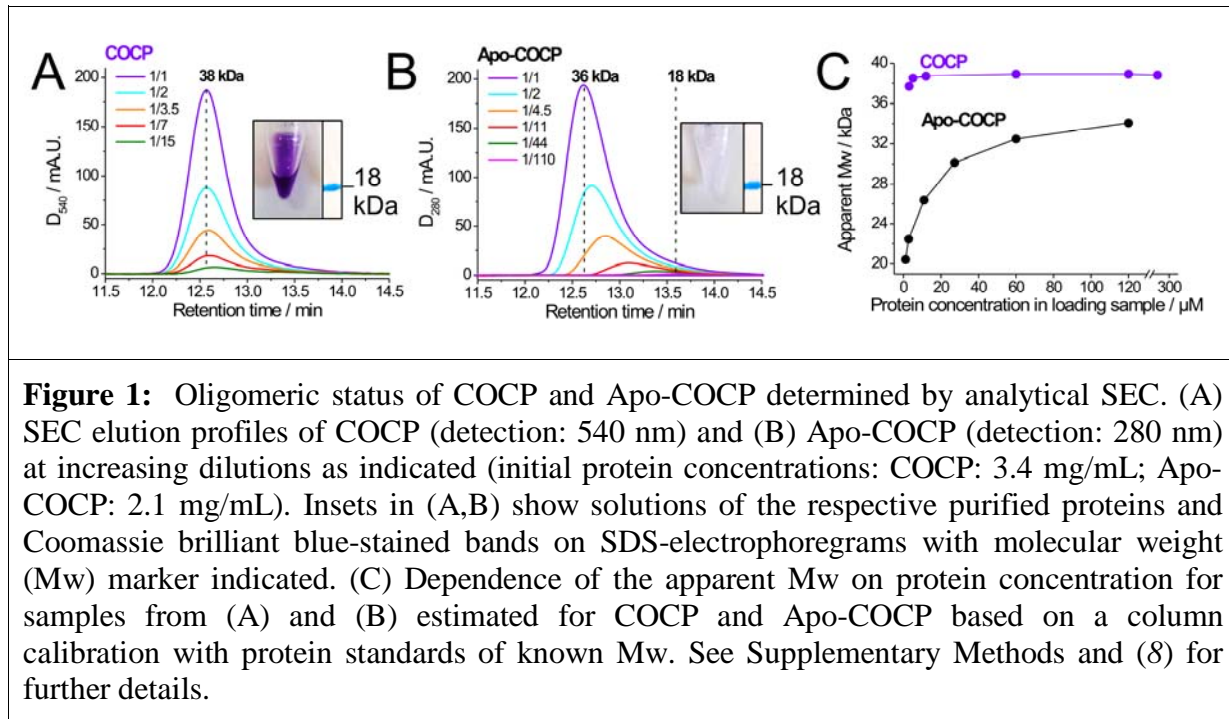 A
COCP
38 kDa
200
150
100
50
0
D540 / mA.U.
1/1
1/2
1/3.5
1/7
1/15
18
kDa
11.5 12.0 12.5 13.0 13.5 14.0 14.5
Retention time / min
B
Apo-COCP
36 kDa
18 kDa
200
150
100
50
0
D280 / mA.U.
1/1
1/2
1/4.5
1/11
1/44
1/110
18
kDa
11.5 12.0 12.5 13.0 13.5 14.0 14.5
Retention time / min
C
COCP
Apo-COCP
40
36
32
28
24
20
Apparent Mw / kDa
0 20 40 60 80 100 120 300
Protein concentration in loading sample / µM
Figure 1: Oligomeric status of COCP and Apo-COCP determined by analytical SEC. (A)
SEC elution profiles of COCP (detection: 540 nm) and (B) Apo-COCP (detection: 280 nm)
at increasing dilutions as indicated (initial protein concentrations: COCP: 3.4 mg/mL; Apo-
COCP: 2.1 mg/mL). Insets in (A,B) show solutions of the respective purified proteins and
Coomassie brilliant blue-stained bands on SDS-electrophoregrams with molecular weight
(Mw) marker indicated. (C) Dependence of the apparent Mw on protein concentration for
samples from (A) and (B) estimated for COCP and Apo-COCP based on a column
calibration with protein standards of known Mw. See Supplementary Methods and (8) for
further details.